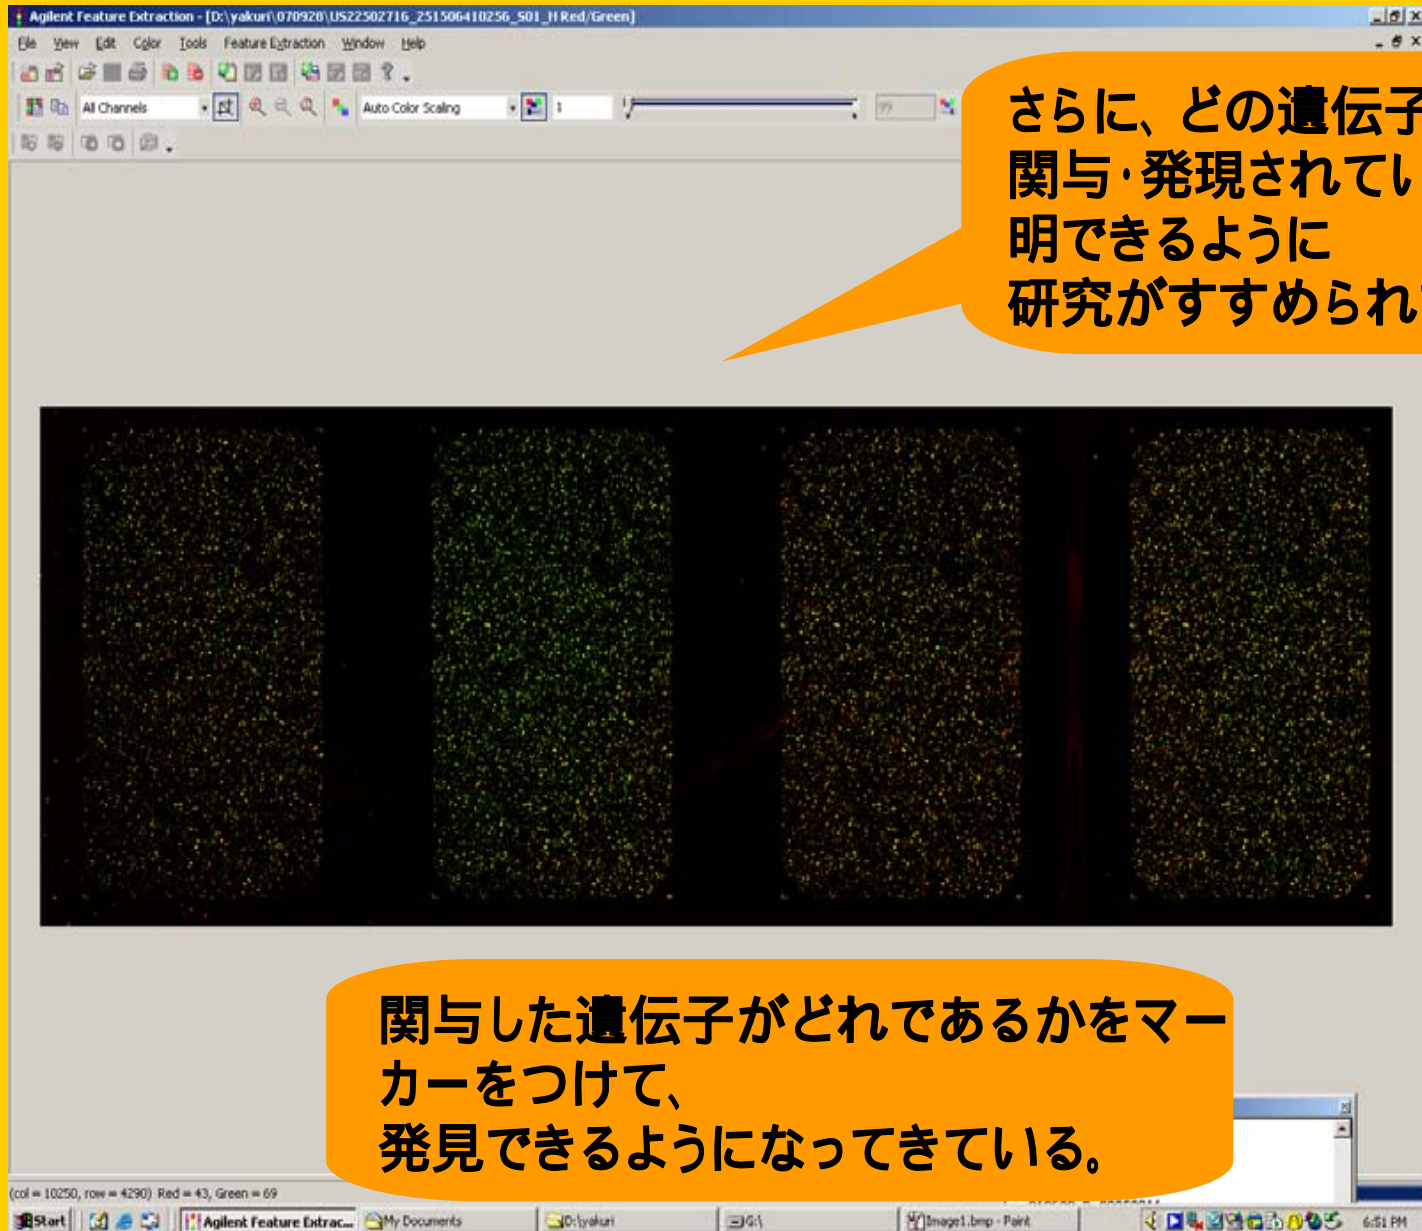 Agilent Feature Extraction - [D:\yakuri\070928\US22502716_251506410256_S01_H Red/Green]
File View Edit Color Tools Feature Extraction Window Help
All Channels Auto Color Scaling 1 99
さらに、どの遺伝子
関与・発現されてい
明できるように
研究がすすめられ
関与した遺伝子がどれであるかをマー
カーをつけて、
発見できるようになってきている。
(col = 10250, row = 4290) Red = 43, Green = 69
Start Agilent Feature Extrac... My Documents D:\yakuri G:\ Image1.bmp - Paint 6:51 PM